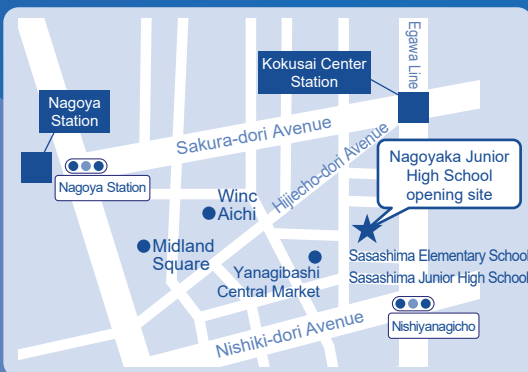 Egawa Line
Kokusai Center
Station
Nagoya
Station
Sakura-dori Avenue
Hijiecho-dori Avenue
Nagoyaka Junior
High School
opening site
Nagoya Station
Winc
Aichi
Midland
Square
Yanagibashi
Central Market
Sasashima Elementary School
Sasashima Junior High School
Nishiki-dori Avenue
Nishiyanagicho